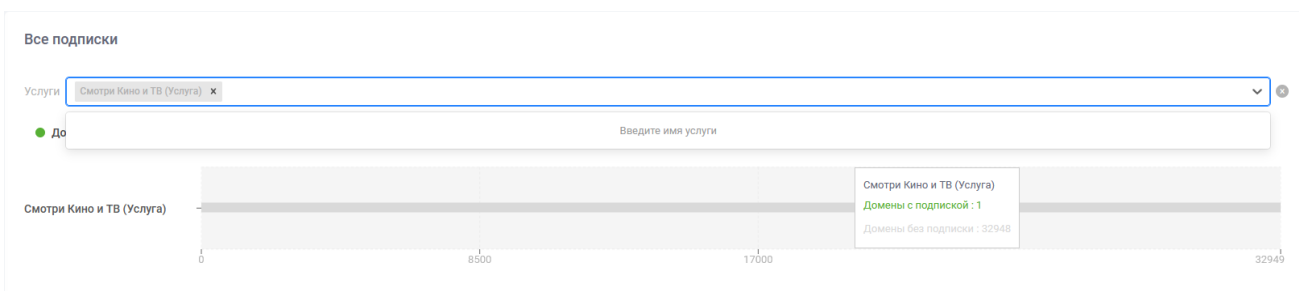 Все подписки
Услуги Смотри Кино и ТВ (Услуга) x
До
Введите имя услуги
Смотри Кино и ТВ (Услуга)
Домены с подпиской : 1
Домены без подписки : 32948
Смотри Кино и ТВ (Услуга)
0 8500 17000 32949